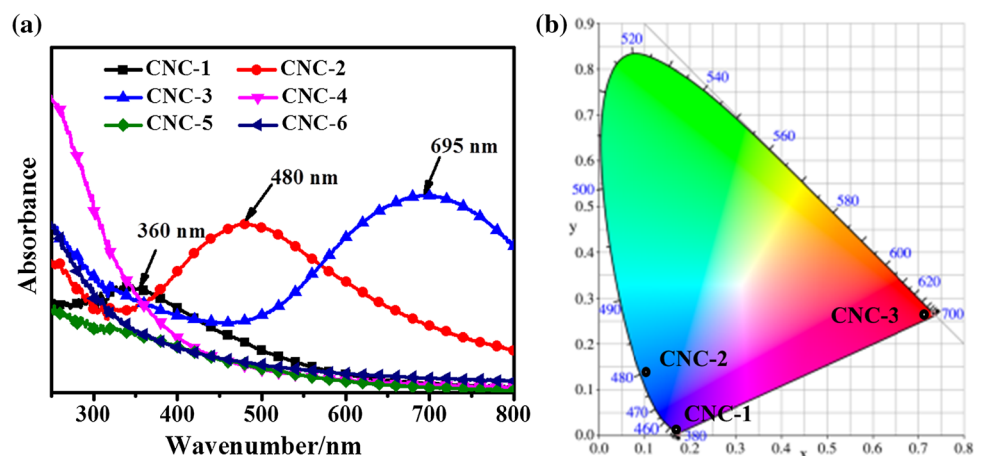 (a)
CNC-1
CNC-2
CNC-3
CNC-4
CNC-5
CNC-6
695 nm
480 nm
360 nm
Absorbance
300
400
500
600
700
800
Wavenumber/nm
(b)
0.9
0.8
0.7
0.6
0.5
y
0.4
0.3
0.2
0.1
0.0
520
540
560
580
600
620
700
500
490
480
470
460
380
CNC-3
CNC-2
CNC-1
0.0
0.1
0.2
0.3
0.4
0.5
0.6
0.7
0.8
x